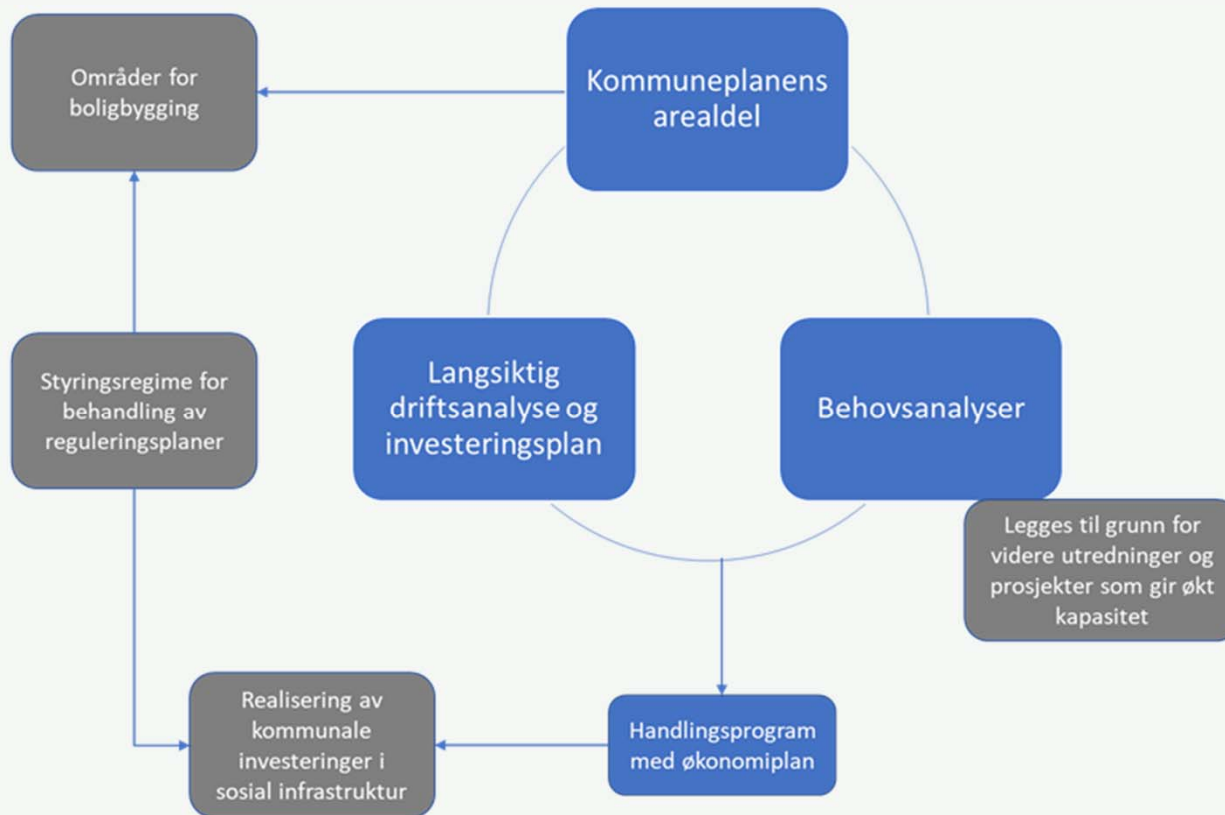 Områder for
boligbygging
Kommuneplanens
arealdel
Styringsregime for
behandling av
reguleringsplaner
Langsiktig
driftsanalyse og
investeringsplan
Behovsanalyser
Legges til grunn for
videre utredninger og
prosjekter som gir økt
kapasitet
Realisering av
kommunale
investeringer i
sosial infrastruktur
Handlingsprogram
med økonomiplan